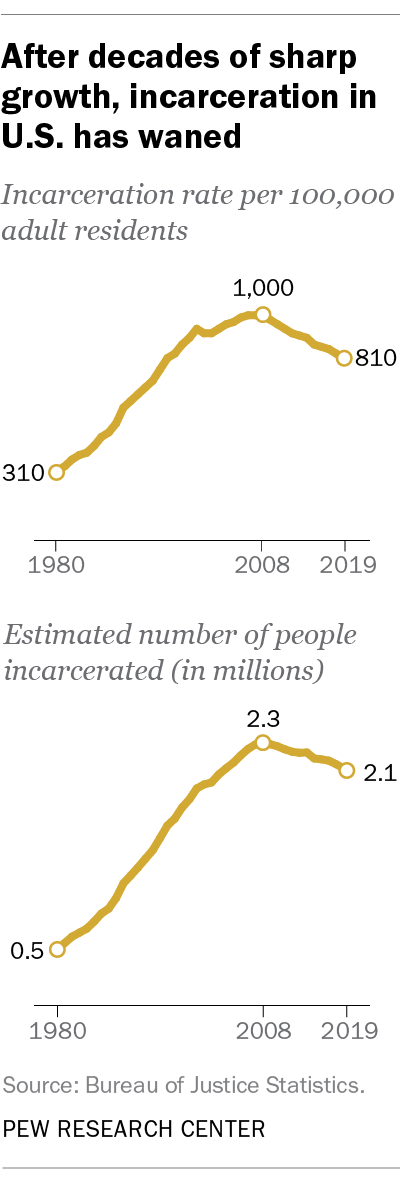 After decades of sharp
growth, incarceration in
U.S. has waned
Incarceration rate per 100,000
adult residents
1,000
810
310
1980 2008 2019
Estimated number of people
incarcerated (in millions)
2.3
2.1
0.5
1980 2008 2019
Source: Bureau of Justice Statistics.
PEW RESEARCH CENTER